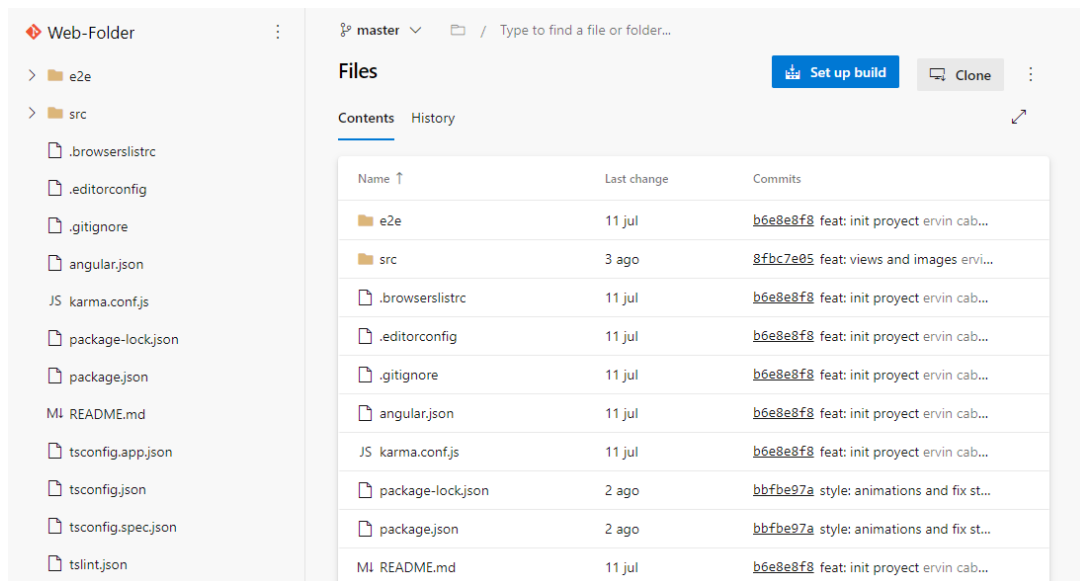 Web-Folder
e2e
src
.browserslistrc
.editorconfig
.gitignore
angular.json
JS karma.conf.js
package-lock.json
package.json
M↓ README.md
tsconfig.app.json
tsconfig.json
tsconfig.spec.json
tslint.json
master / Type to find a file or folder...
Files
Set up build
Clone
Contents History
Name ↑ Last change Commits
e2e 11 jul b6e8e8f8 feat: init proyect ervin cab...
src 3 ago 8fbc7e05 feat: views and images ervi...
.browserslistrc 11 jul b6e8e8f8 feat: init proyect ervin cab...
.editorconfig 11 jul b6e8e8f8 feat: init proyect ervin cab...
.gitignore 11 jul b6e8e8f8 feat: init proyect ervin cab...
angular.json 11 jul b6e8e8f8 feat: init proyect ervin cab...
JS karma.conf.js 11 jul b6e8e8f8 feat: init proyect ervin cab...
package-lock.json 2 ago bbfbe97a style: animations and fix st...
package.json 2 ago bbfbe97a style: animations and fix st...
M↓ README.md 11 jul b6e8e8f8 feat: init proyect ervin cab...